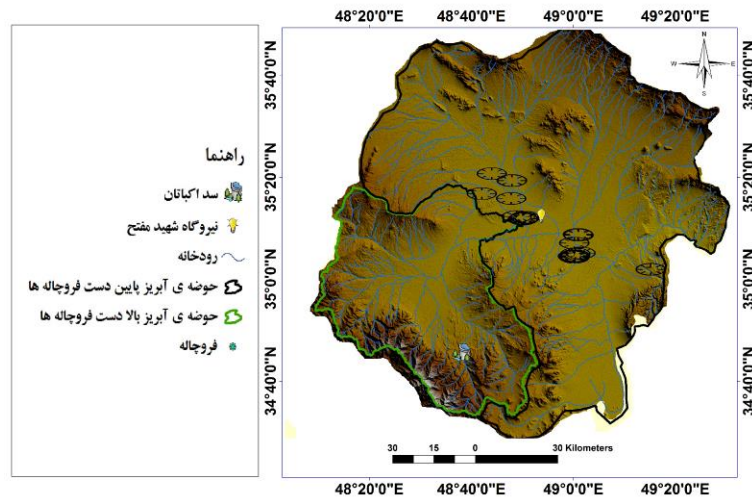 راهنما
سد اکباتان
نیروگاه شهید مفتح
رودخانه
حوضه ی آبریز پایین دست فروچاله ها
حوضه ی آبریز بالا دست فروچاله ها
فروچاله
48°20'0"E 48°40'0"E 49°0'0"E 49°20'0"E
35°40'0"N
35°20'0"N
35°0'0"N
34°40'0"N
N
W E
S
35°40'0"N
35°20'0"N
35°0'0"N
34°40'0"N
30 15 0 30 Kilometers
48°20'0"E 48°40'0"E 49°0'0"E 49°20'0"E